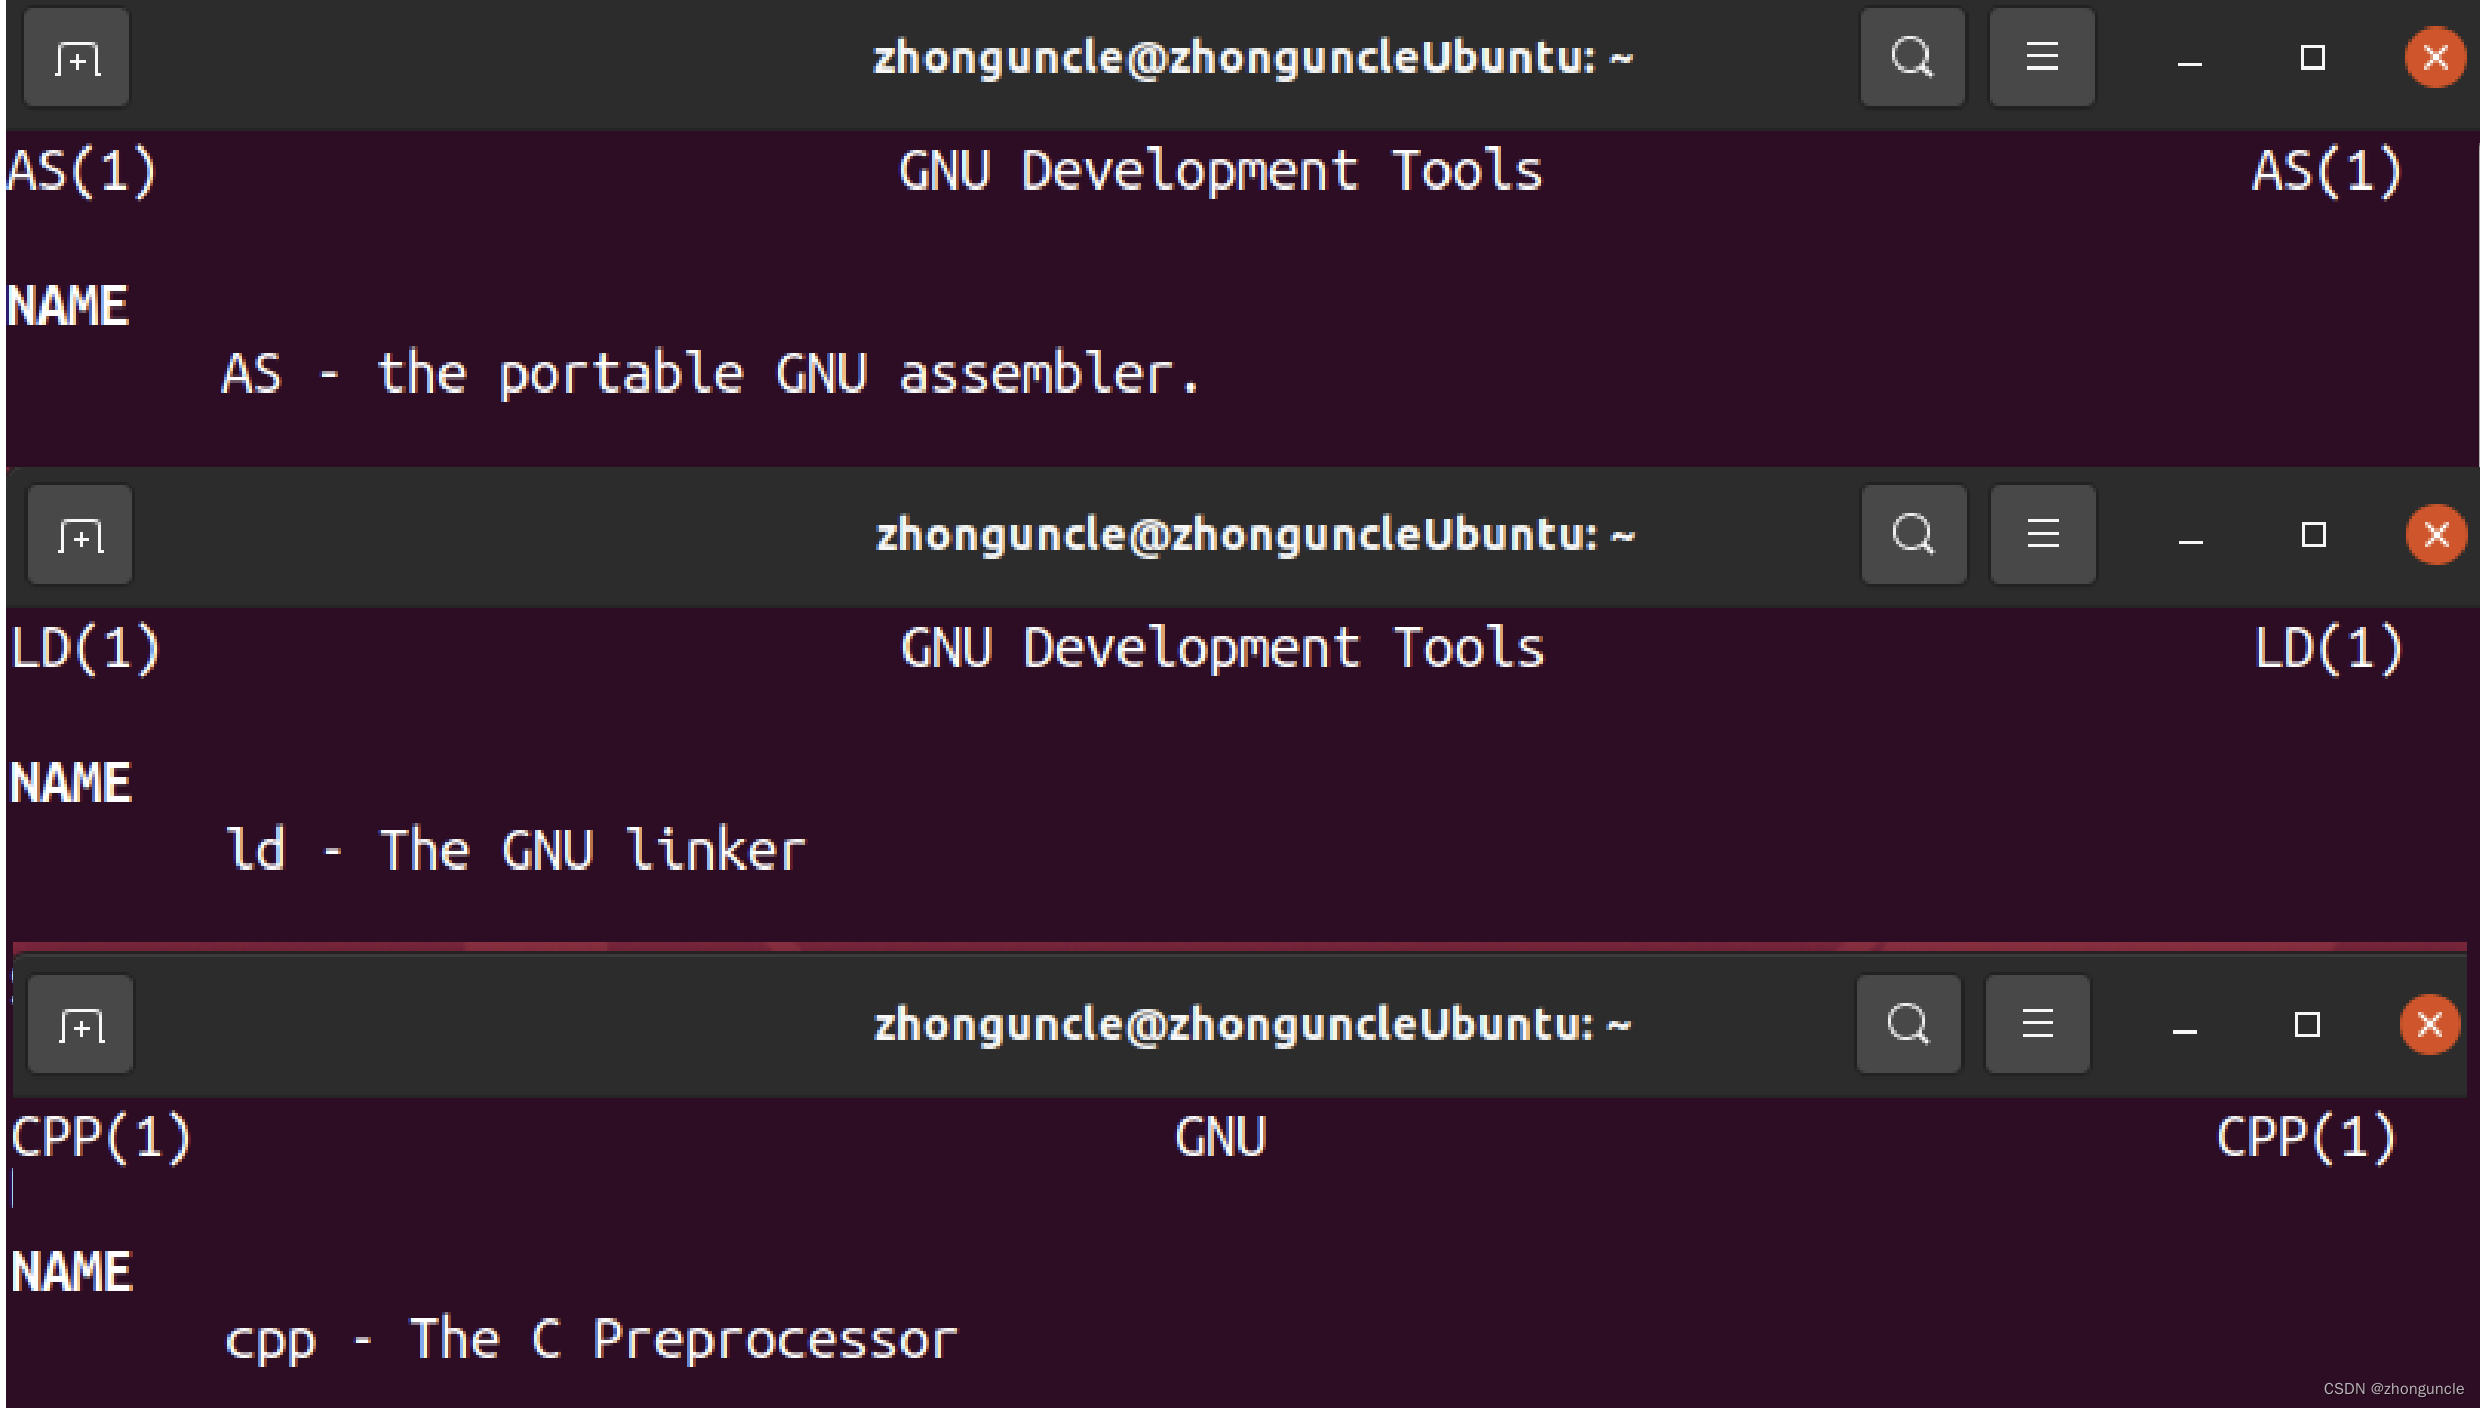 zhonguncle@zhonguncleUbuntu: ~
AS(1) GNU Development Tools AS(1)
NAME
AS - the portable GNU assembler.
zhonguncle@zhonguncleUbuntu: ~
LD(1) GNU Development Tools LD(1)
NAME
ld - The GNU linker
zhonguncle@zhonguncleUbuntu: ~
CPP(1) GNU CPP(1)
NAME
cpp - The C Preprocessor
CSDN @zhonguncle